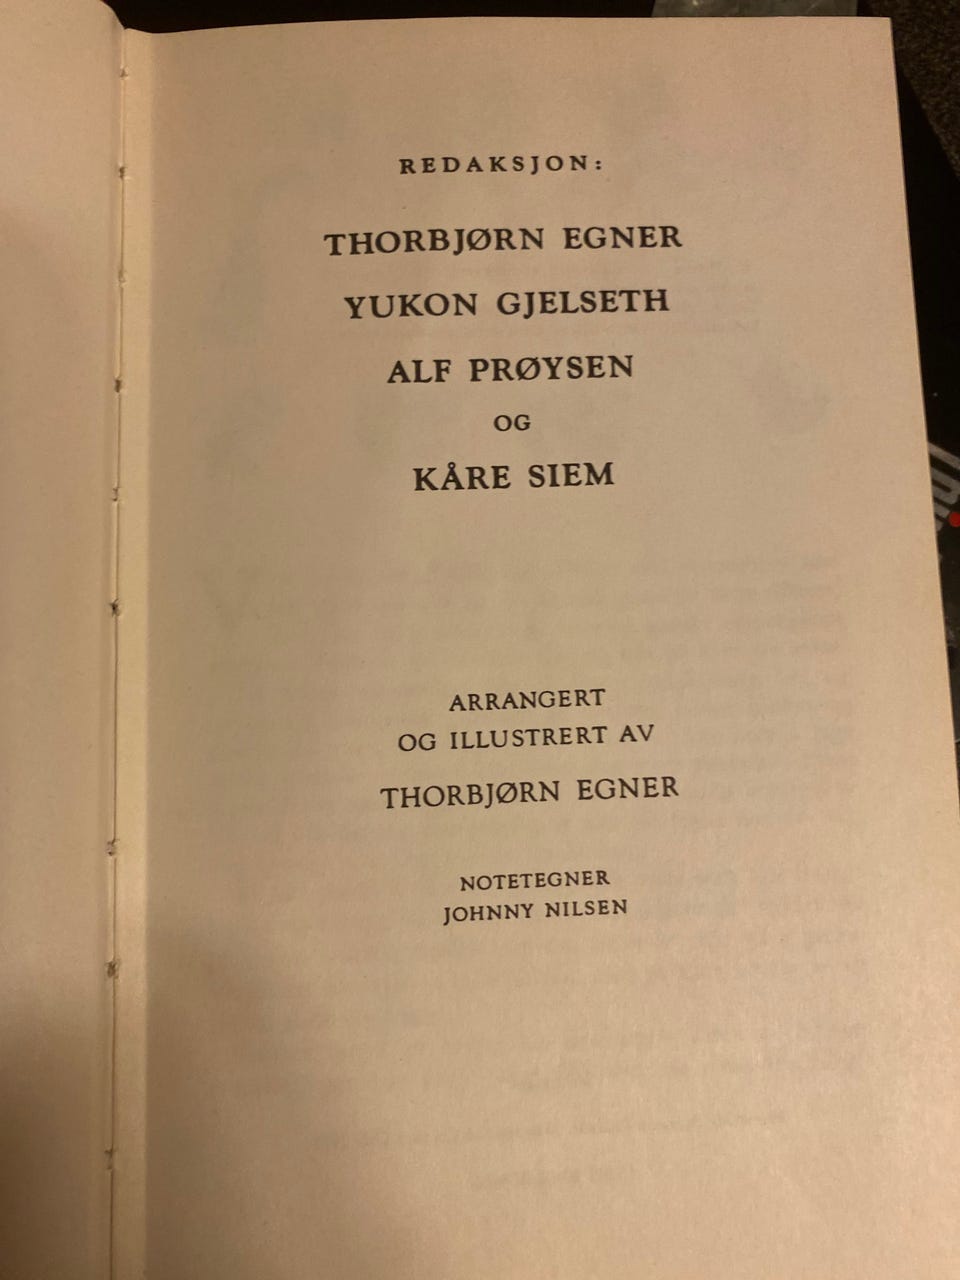 REDAKSJON:
THORBJØRN EGNER
YUKON GJELSETH
ALF PRØYSEN
OG
KÅRE SIEM
ARRANGERT
OG ILLUSTRERT AV
THORBJØRN EGNER
NOTETEGNER
JOHNNY NILSEN